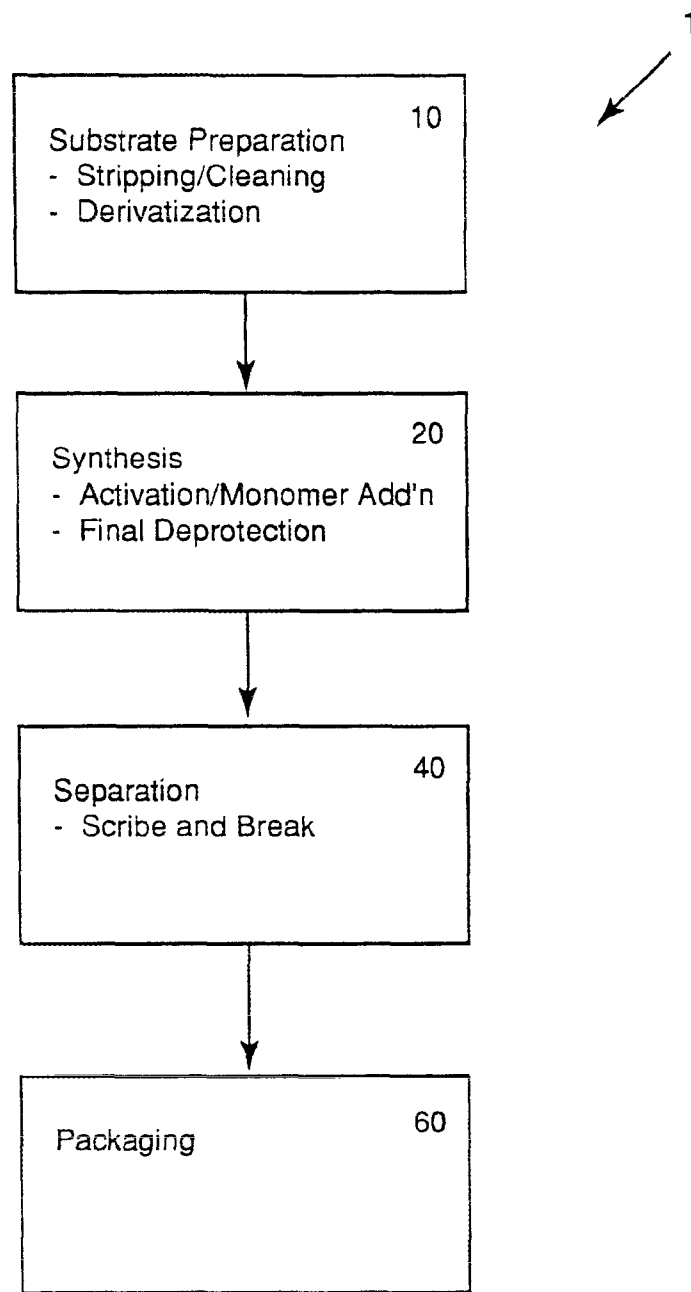 1
10
Substrate Preparation
- Stripping/Cleaning
- Derivatization
20
Synthesis
- Activation/Monomer Add'n
- Final Deprotection
40
Separation
- Scribe and Break
60
Packaging